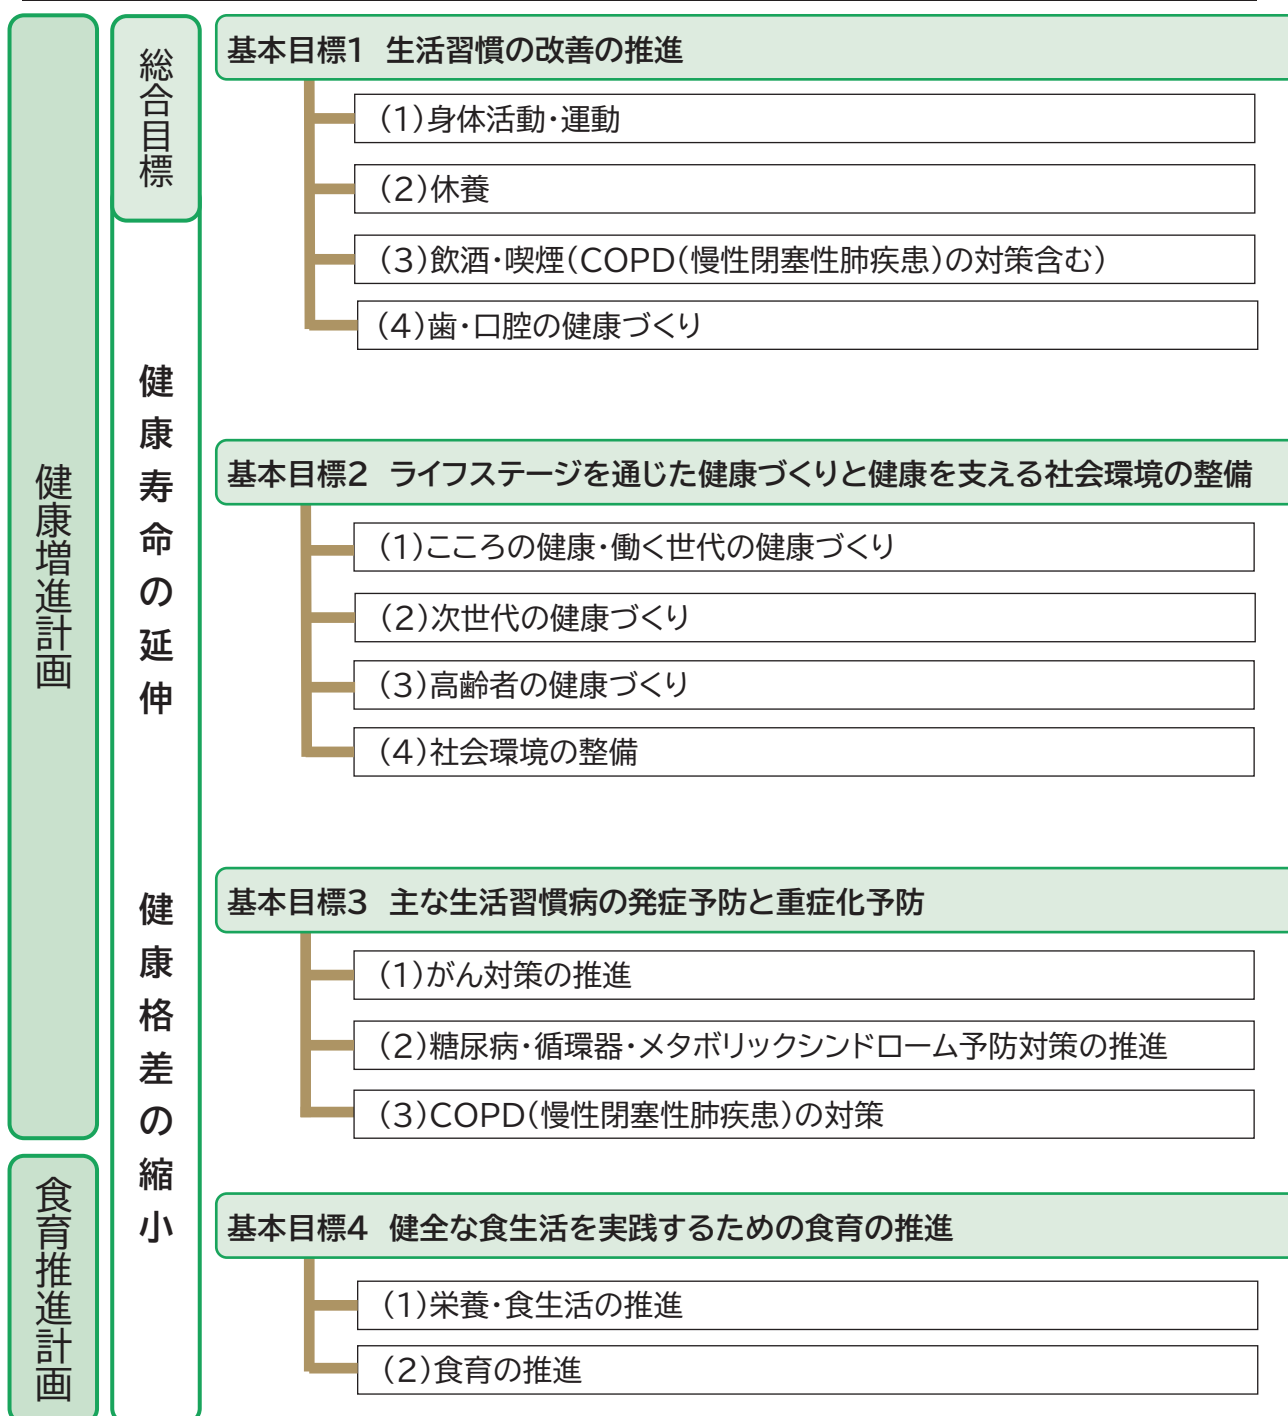 健康増進計画
食育推進計画
総合目標
健康寿命の延伸
健康格差の縮小
基本目標1 生活習慣の改善の推進
(1)身体活動・運動
(2)休養
(3)飲酒・喫煙(COPD(慢性閉塞性肺疾患)の対策含む)
(4)歯・口腔の健康づくり
基本目標2 ライフステージを通じた健康づくりと健康を支える社会環境の整備
(1)こころの健康・働く世代の健康づくり
(2)次世代の健康づくり
(3)高齢者の健康づくり
(4)社会環境の整備
基本目標3 主な生活習慣病の発症予防と重症化予防
(1)がん対策の推進
(2)糖尿病・循環器・メタボリックシンドローム予防対策の推進
(3)COPD(慢性閉塞性肺疾患)の対策
基本目標4 健全な食生活を実践するための食育の推進
(1)栄養・食生活の推進
(2)食育の推進